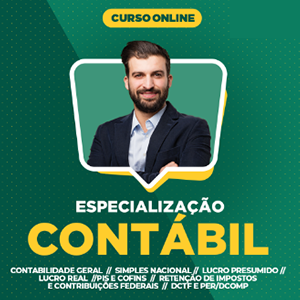 CURSO ONLINE
ESPECIALIZAÇÃO
CONTÁBIL
CONTABILIDADE GERAL // SIMPLES NACIONAL // LUCRO PRESUMIDO //
LUCRO REAL //PIS E COFINS // RETENÇÃO DE IMPOSTOS
E CONTRIBUIÇÕES FEDERAIS // DCTF E PER/DCOMP